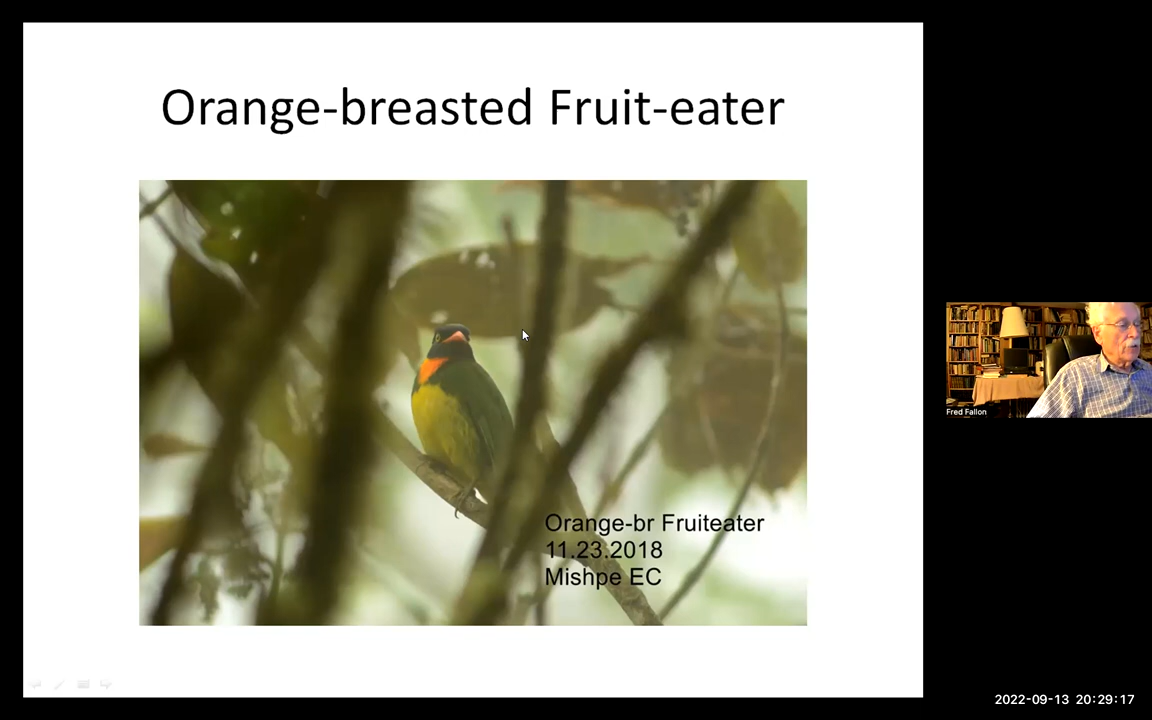 Orange-breasted Fruit-eater
Orange-br Fruiteater
11.23.2018
Mishpe EC
Fred Fallon
2022-09-13 20:29:17